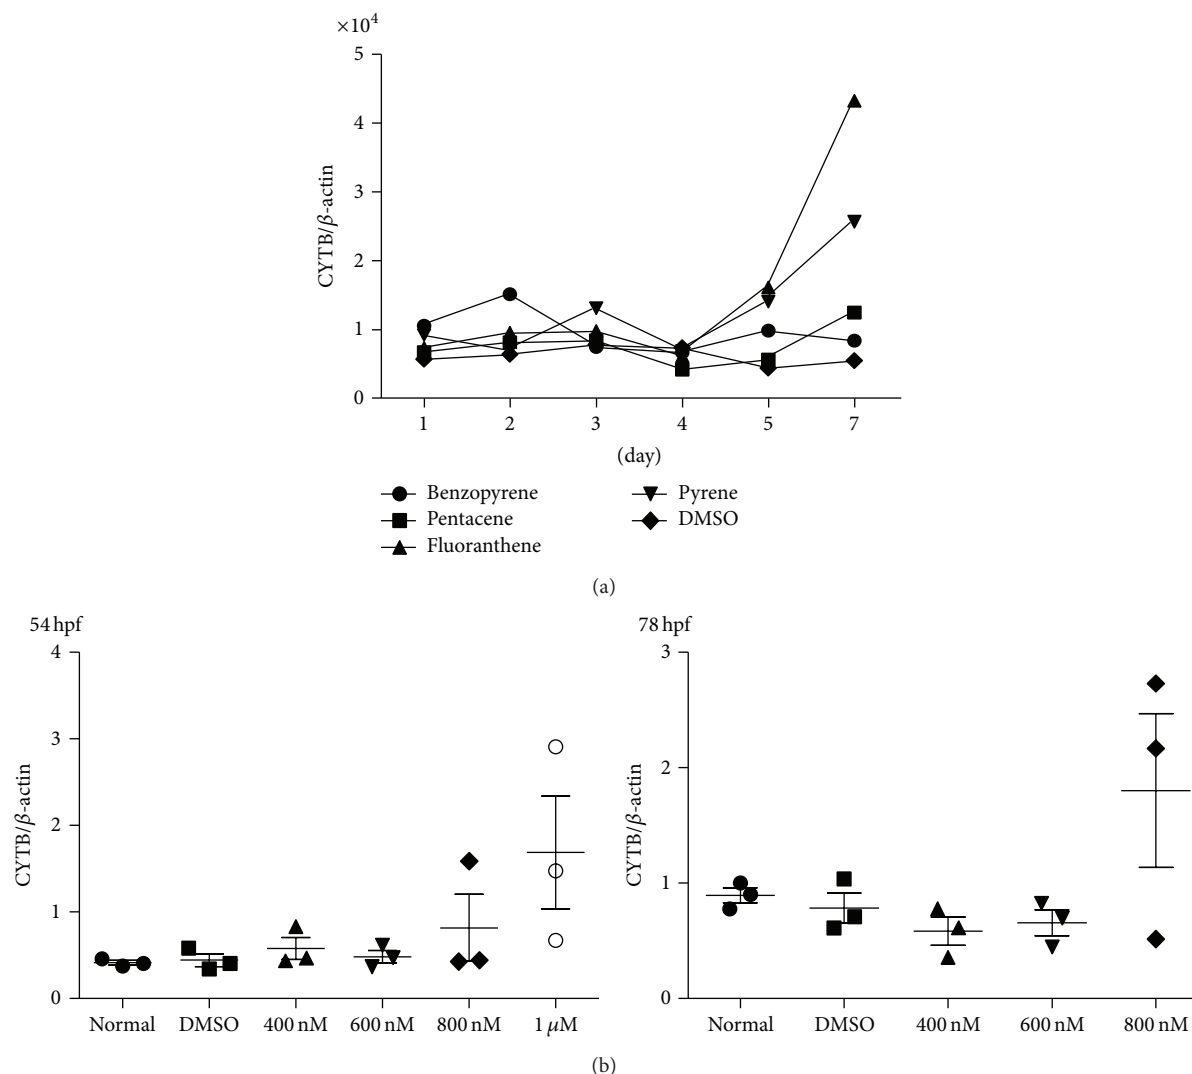 ×10⁴
5
4
3
2
1
0
CYTB/β-actin
1 2 3 4 5 7
(day)
Benzopyrene Pyrene
Pentacene DMSO
Fluoranthene
(a)
54 hpf
4
3
2
1
0
CYTB/β-actin
Normal DMSO 400 nM 600 nM 800 nM 1 μM
78 hpf
3
2
1
0
CYTB/β-actin
Normal DMSO 400 nM 600 nM 800 nM
(b)